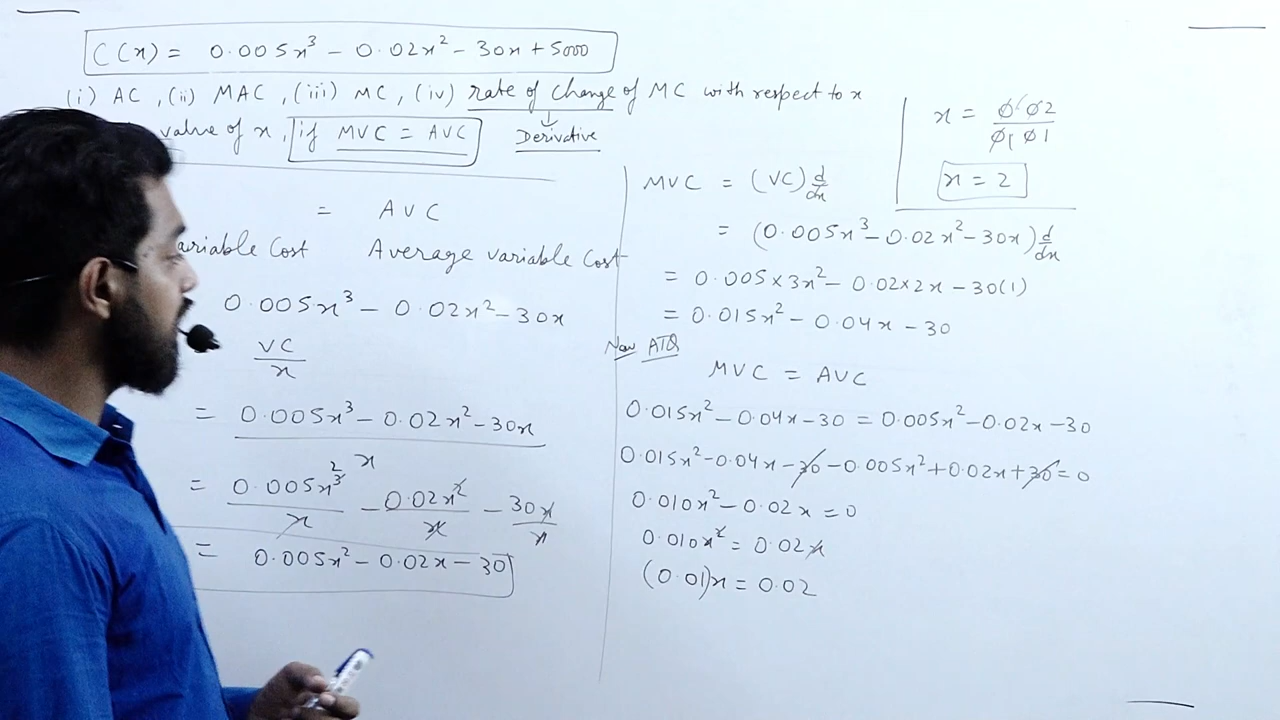 C(x) = 0.005x³ - 0.02x² - 30x + 5000
(i) AC, (ii) MAC, (iii) MC, (iv) rate of change of MC with respect to x
value of x, if MVC = AVC
Derivative
= AVC
ariable Cost Average variable Cost
0.005x³ - 0.02x² - 30x
VC/x
= (0.005x³ - 0.02x² - 30x)/x
= 0.005x³/x - 0.02x²/x - 30x/x
2
= 0.005x² - 0.02x - 30
MVC = (VC) d/dx
= (0.005x³ - 0.02x² - 30x) d/dx
= 0.005×3x² - 0.02×2x - 30(1)
= 0.015x² - 0.04x - 30
Now ATQ
MVC = AVC
0.015x² - 0.04x - 30 = 0.005x² - 0.02x - 30
0.015x² - 0.04x - 30 - 0.005x² + 0.02x + 30 = 0
0.010x² - 0.02x = 0
0.010x² = 0.02x
(0.01)x = 0.02
x = 0.02/0.01
x = 2